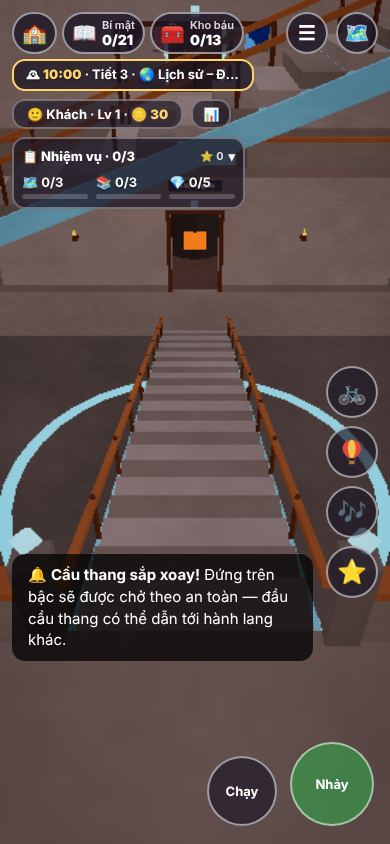 Bí mật
0/21
Kho báu
0/13
10:00 · Tiết 3 · Lịch sử – Đ...
Khách · Lv 1 · 30
Nhiệm vụ · 0/3
0 ▾
0/3
0/3
0/5
Cầu thang sắp xoay! Đứng trên
bậc sẽ được chở theo an toàn — đầu
cầu thang có thể dẫn tới hành lang
khác.
Chạy
Nhảy